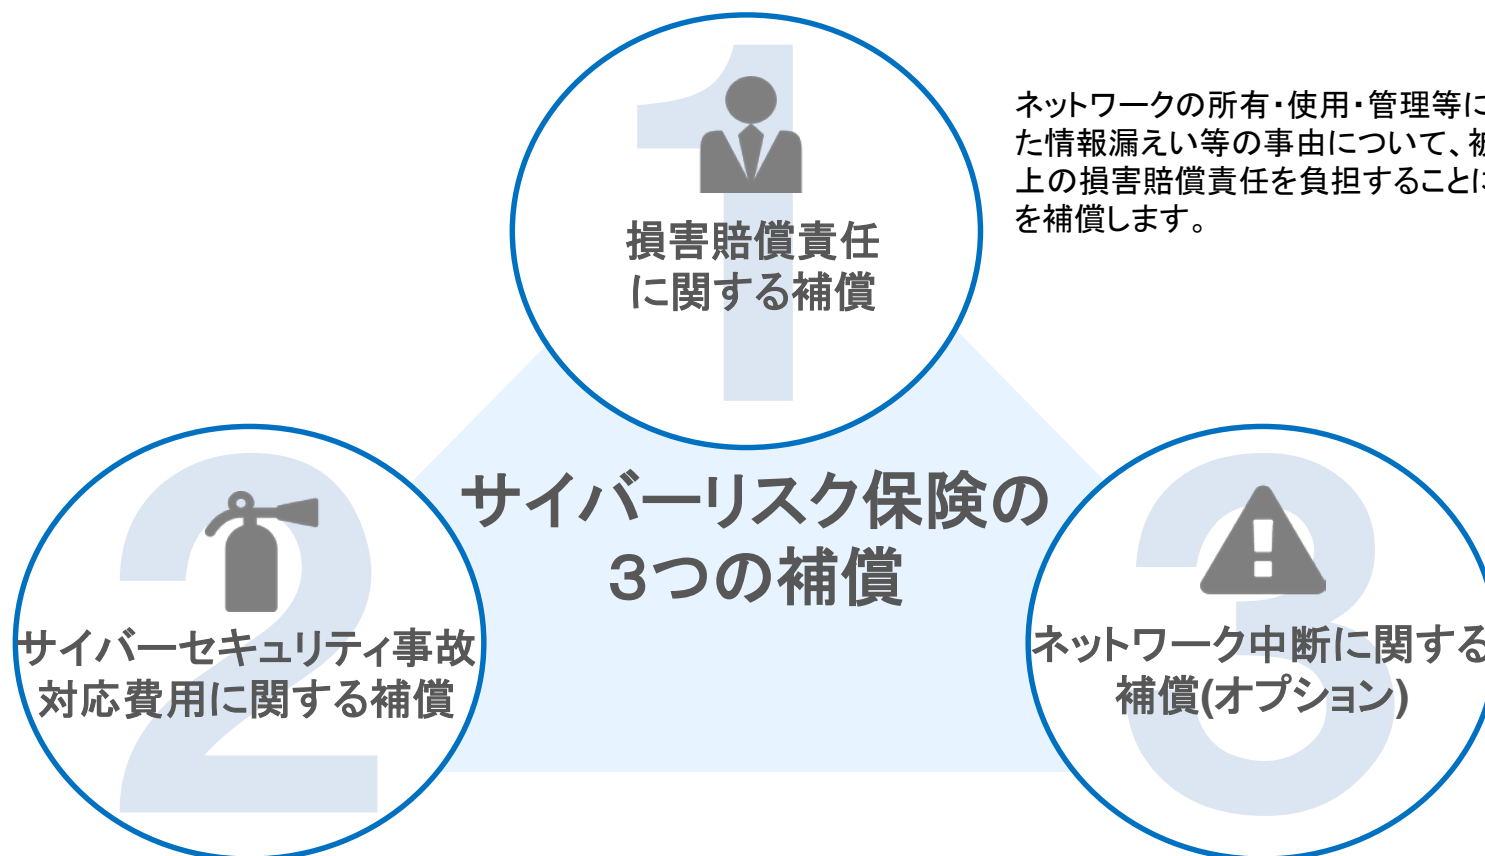 1
損害賠償責任
に関する補償
ネットワークの所有・使用・管理等に
た情報漏えい等の事由について、被
上の損害賠償責任を負担することに
を補償します。
サイバーリスク保険の
3つの補償
2
サイバーセキュリティ事故
対応費用に関する補償
3
ネットワーク中断に関する
補償(オプション)